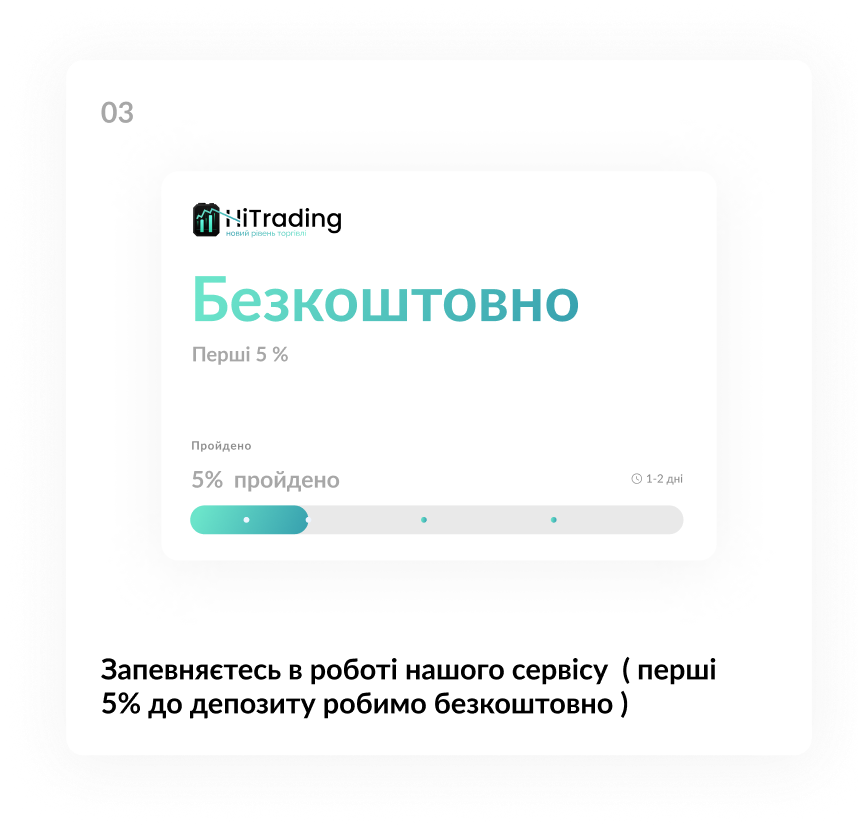 03
HiTrading
новий рівень торгівлі
Безкоштовно
Перші 5 %
Пройдено
5% пройдено
1-2 дні
Запевняєтесь в роботі нашого сервісу ( перші
5% до депозиту робимо безкоштовно )